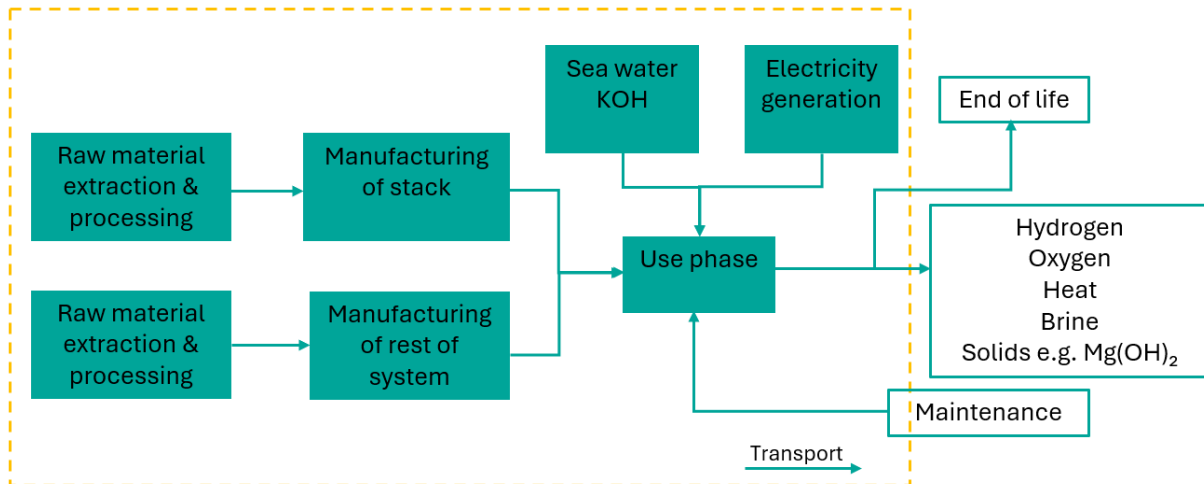 Sea water
KOH
Electricity
generation
End of life
Raw material
extraction &
processing
Manufacturing
of stack
Use phase
Hydrogen
Oxygen
Heat
Brine
Solids e.g. Mg(OH)₂
Raw material
extraction &
processing
Manufacturing
of rest of
system
Maintenance
Transport